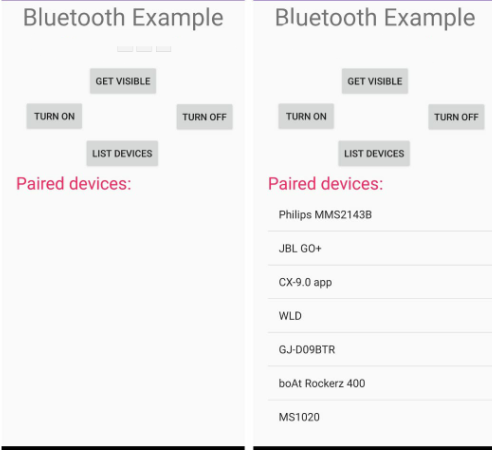 Bluetooth Example
GET VISIBLE
TURN ON
TURN OFF
LIST DEVICES
Paired devices:
Bluetooth Example
GET VISIBLE
TURN ON
TURN OFF
LIST DEVICES
Paired devices:
Philips MMS2143B
JBL GO+
CX-9.0 app
WLD
GJ-D09BTR
boAt Rockerz 400
MS1020